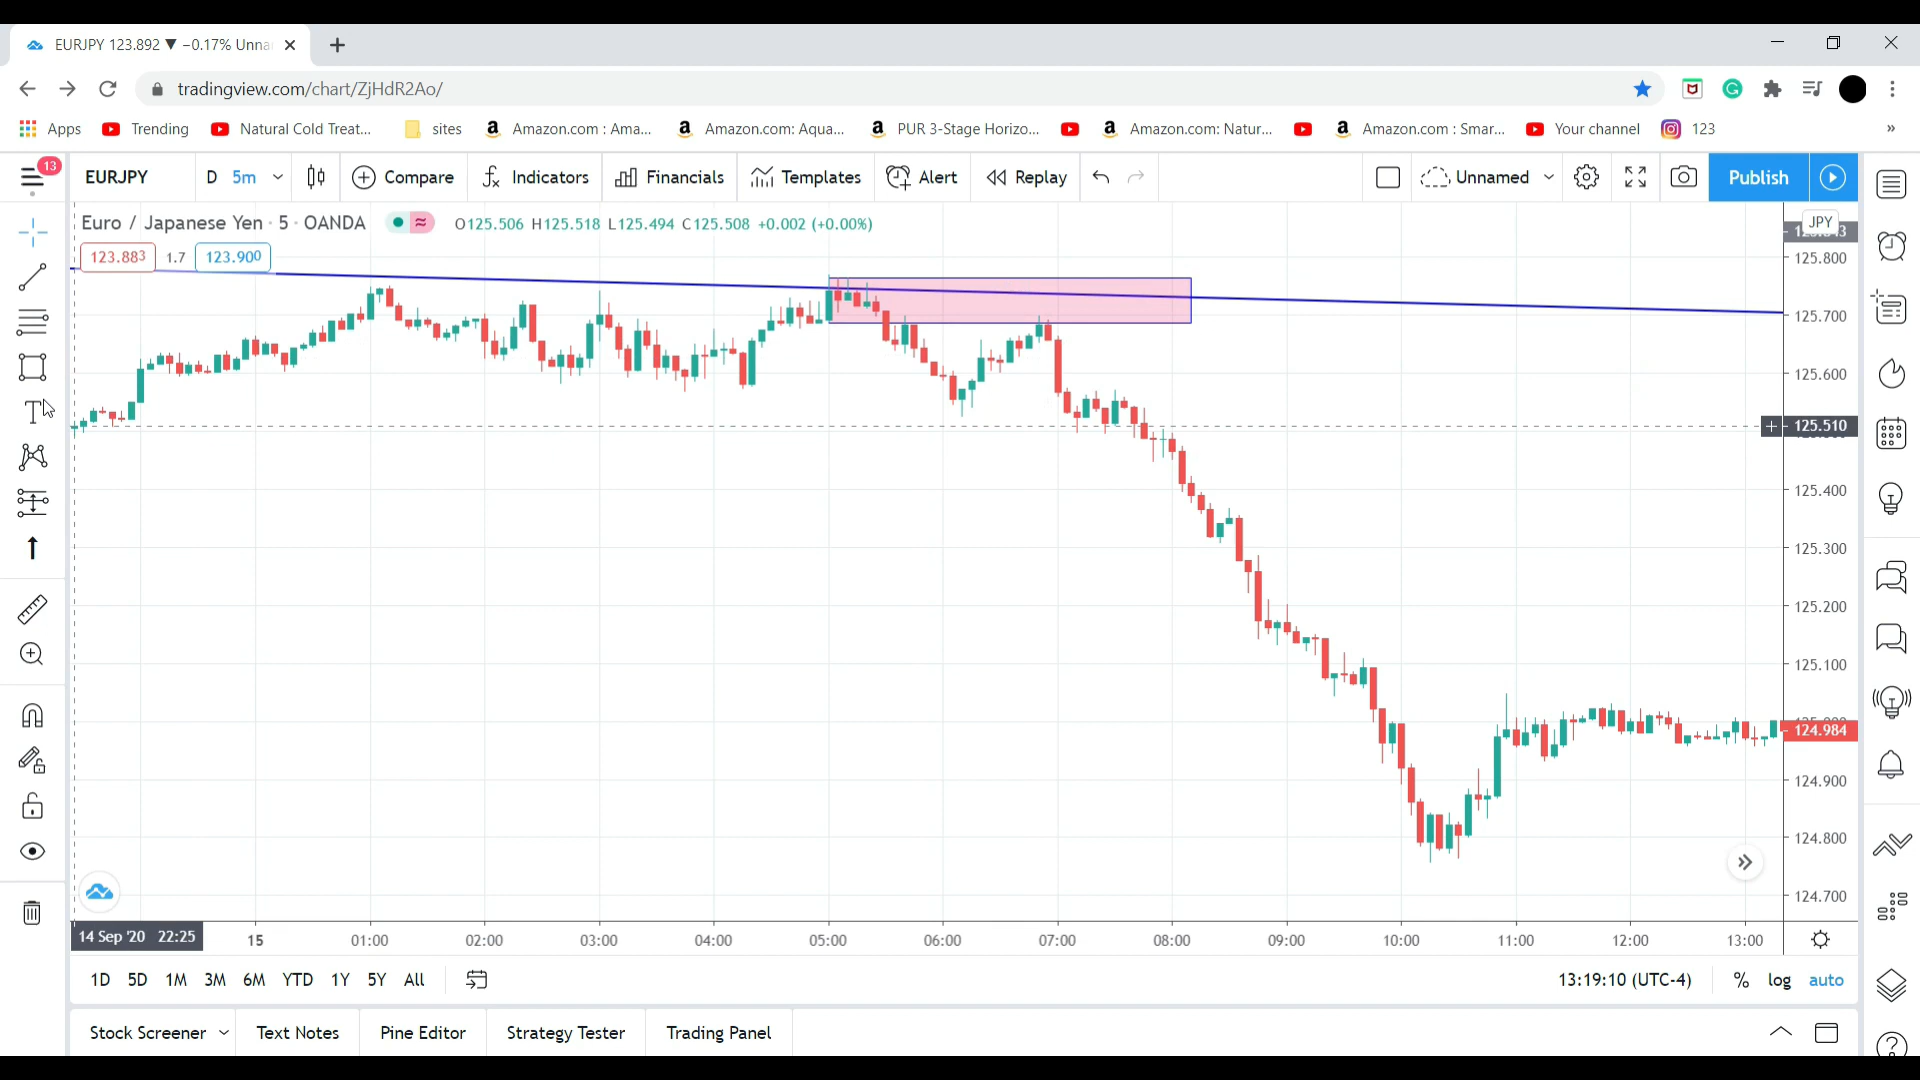 EURJPY 123.892 ▼ −0.17% Unna
tradingview.com/chart/ZjHdR2Ao/
Apps Trending Natural Cold Treat... sites Amazon.com : Ama... Amazon.com: Aqua... PUR 3-Stage Horizo... Amazon.com: Natur... Amazon.com : Smar... Your channel 123 »
13 EURJPY D 5m Compare Indicators Financials Templates Alert Replay Unnamed Publish
Euro / Japanese Yen · 5 · OANDA O125.506 H125.518 L125.494 C125.508 +0.002 (+0.00%) JPY
123.883 1.7 123.900
125.800
125.700
125.600
125.510
125.400
125.300
125.200
125.100
124.984
124.900
124.800
124.700
14 Sep '20 22:25 15 01:00 02:00 03:00 04:00 05:00 06:00 07:00 08:00 09:00 10:00 11:00 12:00 13:00
1D 5D 1M 3M 6M YTD 1Y 5Y All 13:19:10 (UTC-4) % log auto
Stock Screener Text Notes Pine Editor Strategy Tester Trading Panel